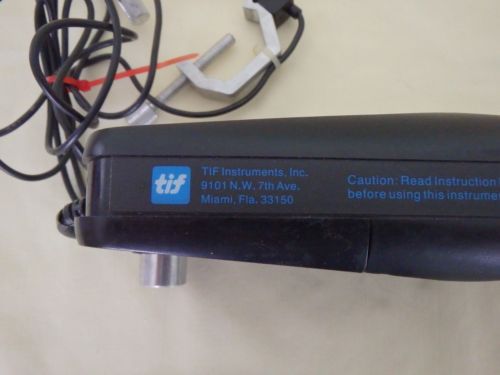 tif
TIF Instruments, Inc.
9101 N.W. 7th Ave.
Miami, Fla. 33150
Caution: Read Instruction
before using this instrume